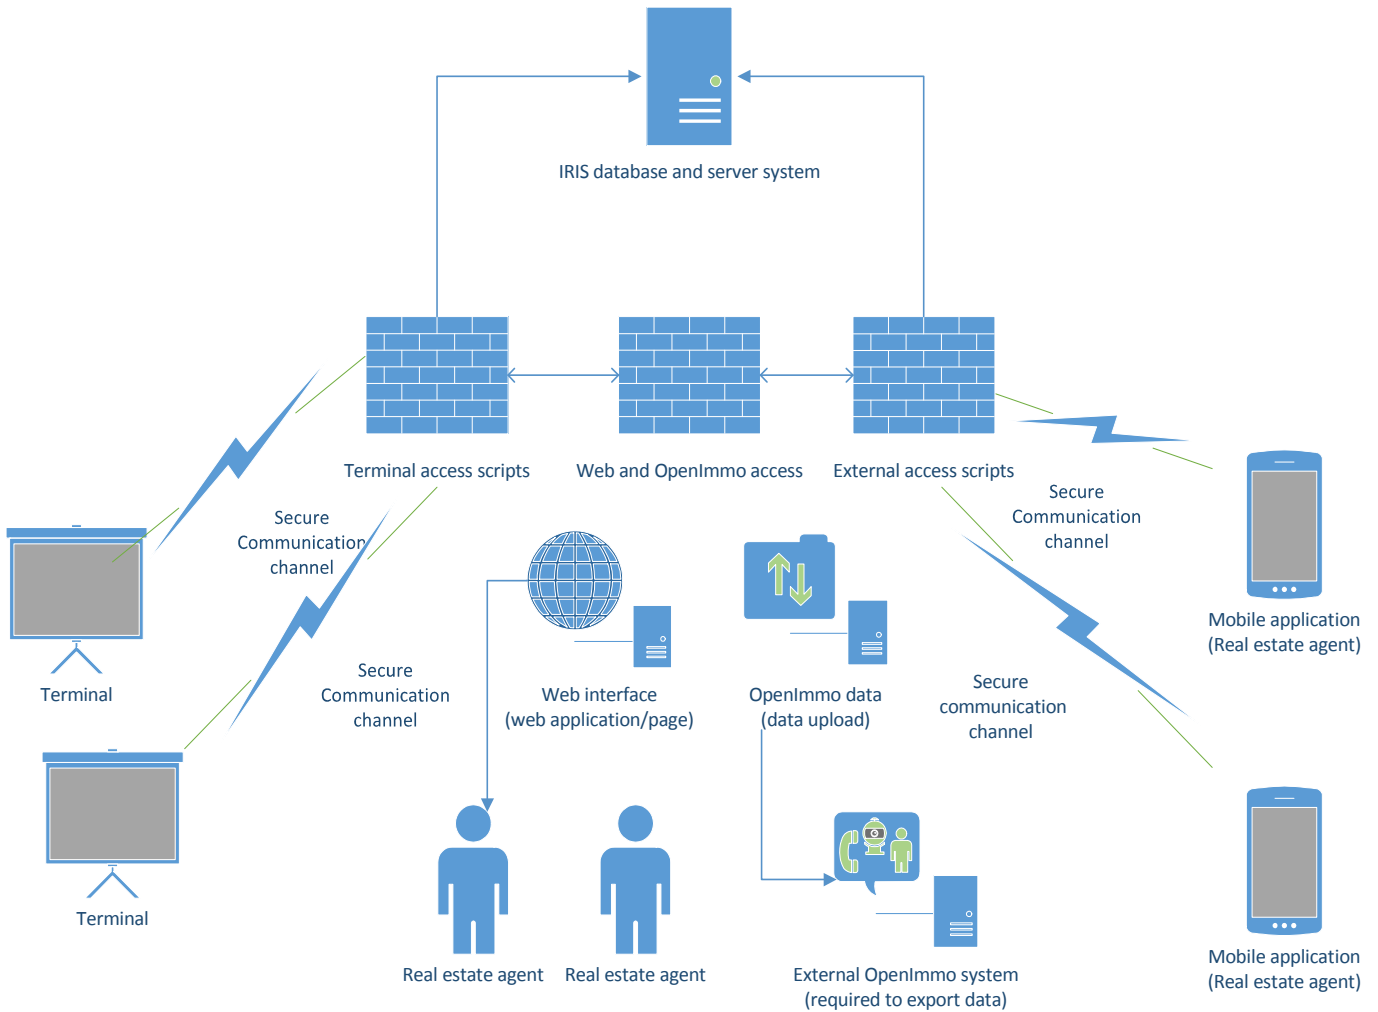 IRIS database and server system
Terminal access scripts
Web and OpenImmo access
External access scripts
Secure
Communication
channel
Secure
Communication
channel
Terminal
Mobile application
(Real estate agent)
Secure
Communication
channel
Web interface
(web application/page)
OpenImmo data
(data upload)
Secure
communication
channel
Terminal
Real estate agent
Real estate agent
External OpenImmo system
(required to export data)
Mobile application
(Real estate agent)